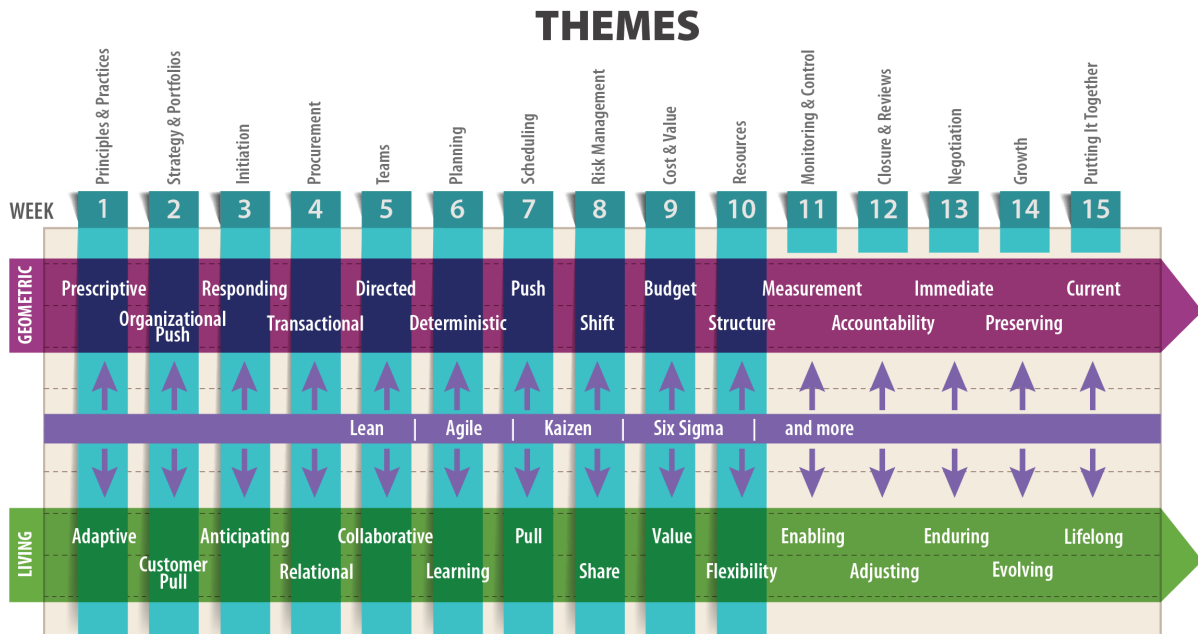 THEMES
Principles & Practices
Strategy & Portfolios
Initiation
Procurement
Teams
Planning
Scheduling
Risk Management
Cost & Value
Resources
Monitoring & Control
Closure & Reviews
Negotiation
Growth
Putting It Together
WEEK 1 2 3 4 5 6 7 8 9 10 11 12 13 14 15
GEOMETRIC
Prescriptive Responding Directed Push Budget Measurement Immediate Current
Organizational
Push
Transactional Deterministic Shift Structure Accountability Preserving
Lean | Agile | Kaizen | Six Sigma | and more
LIVING
Adaptive Anticipating Collaborative Pull Value Enabling Enduring Lifelong
Customer
Pull
Relational Learning Share Flexibility Adjusting Evolving